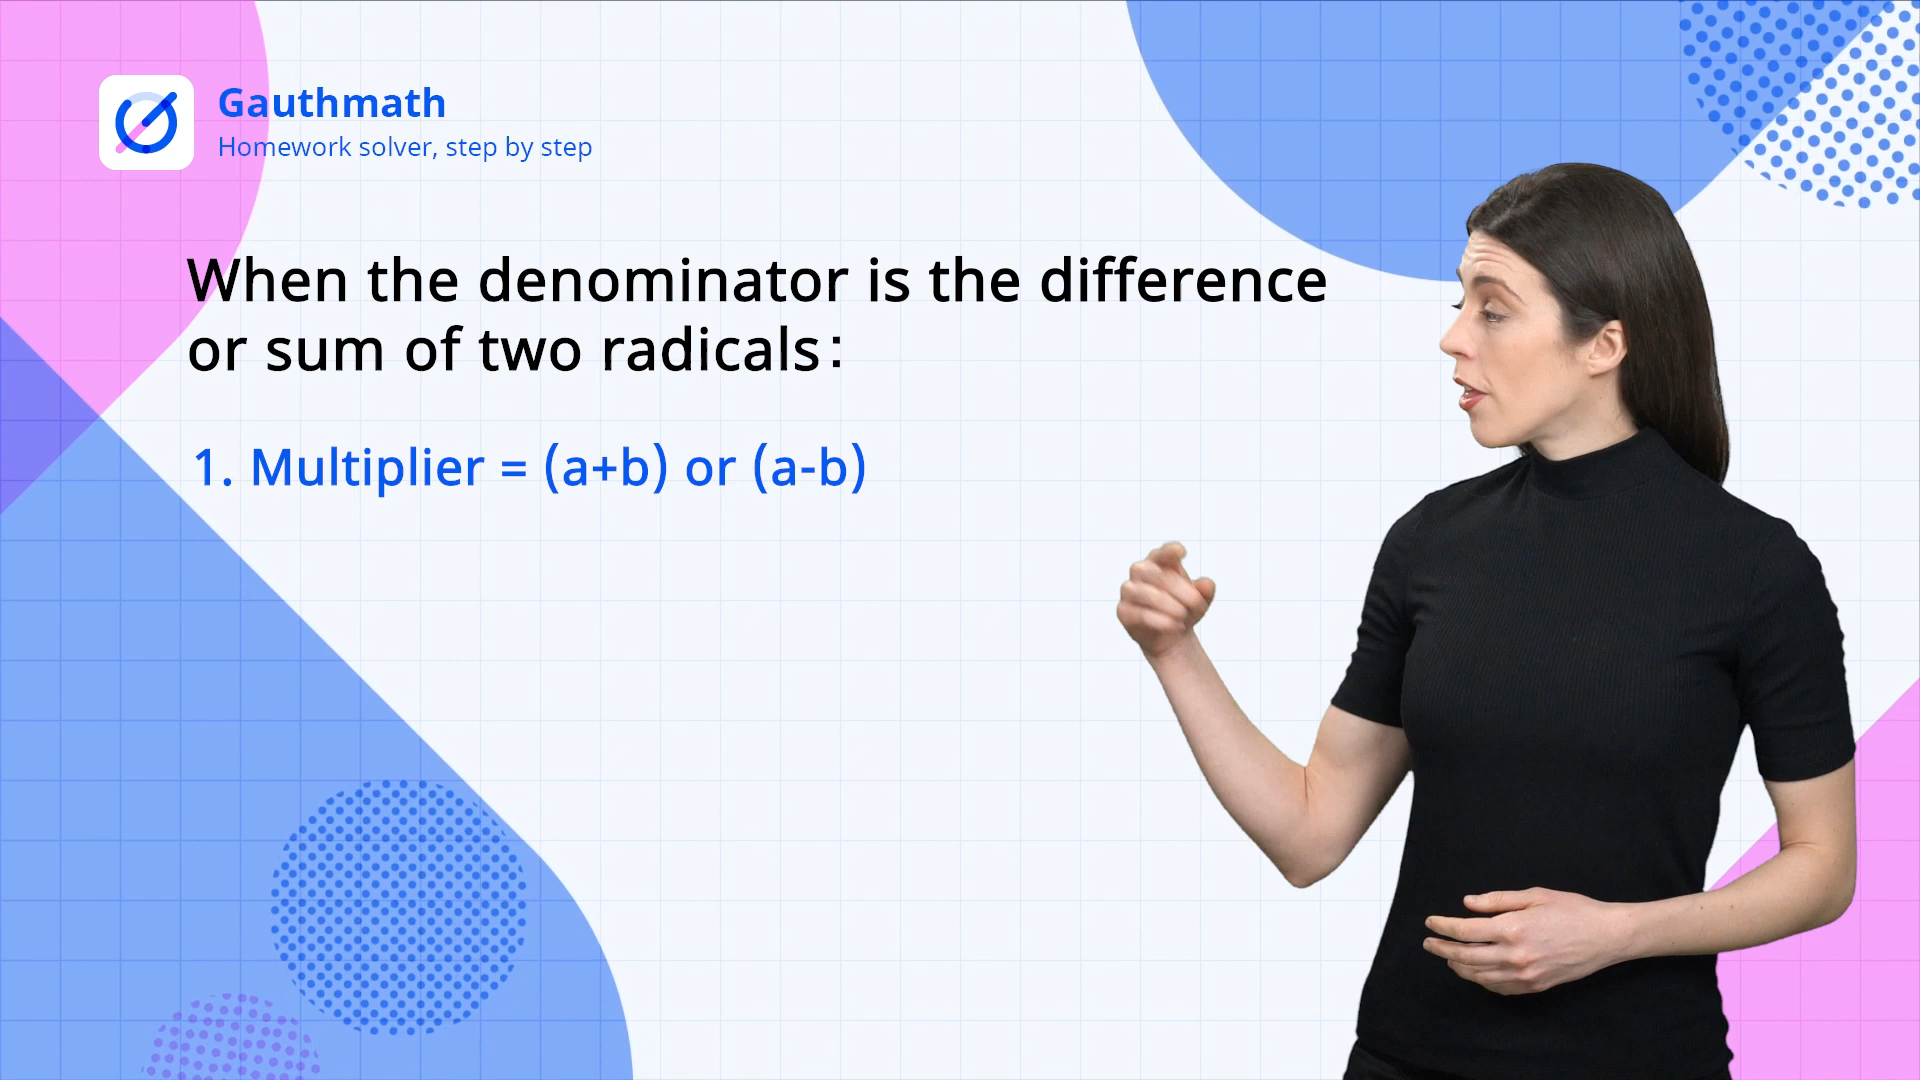 Gauthmath
Homework solver, step by step
When the denominator is the difference
or sum of two radicals:
1. Multiplier = (a+b) or (a-b)